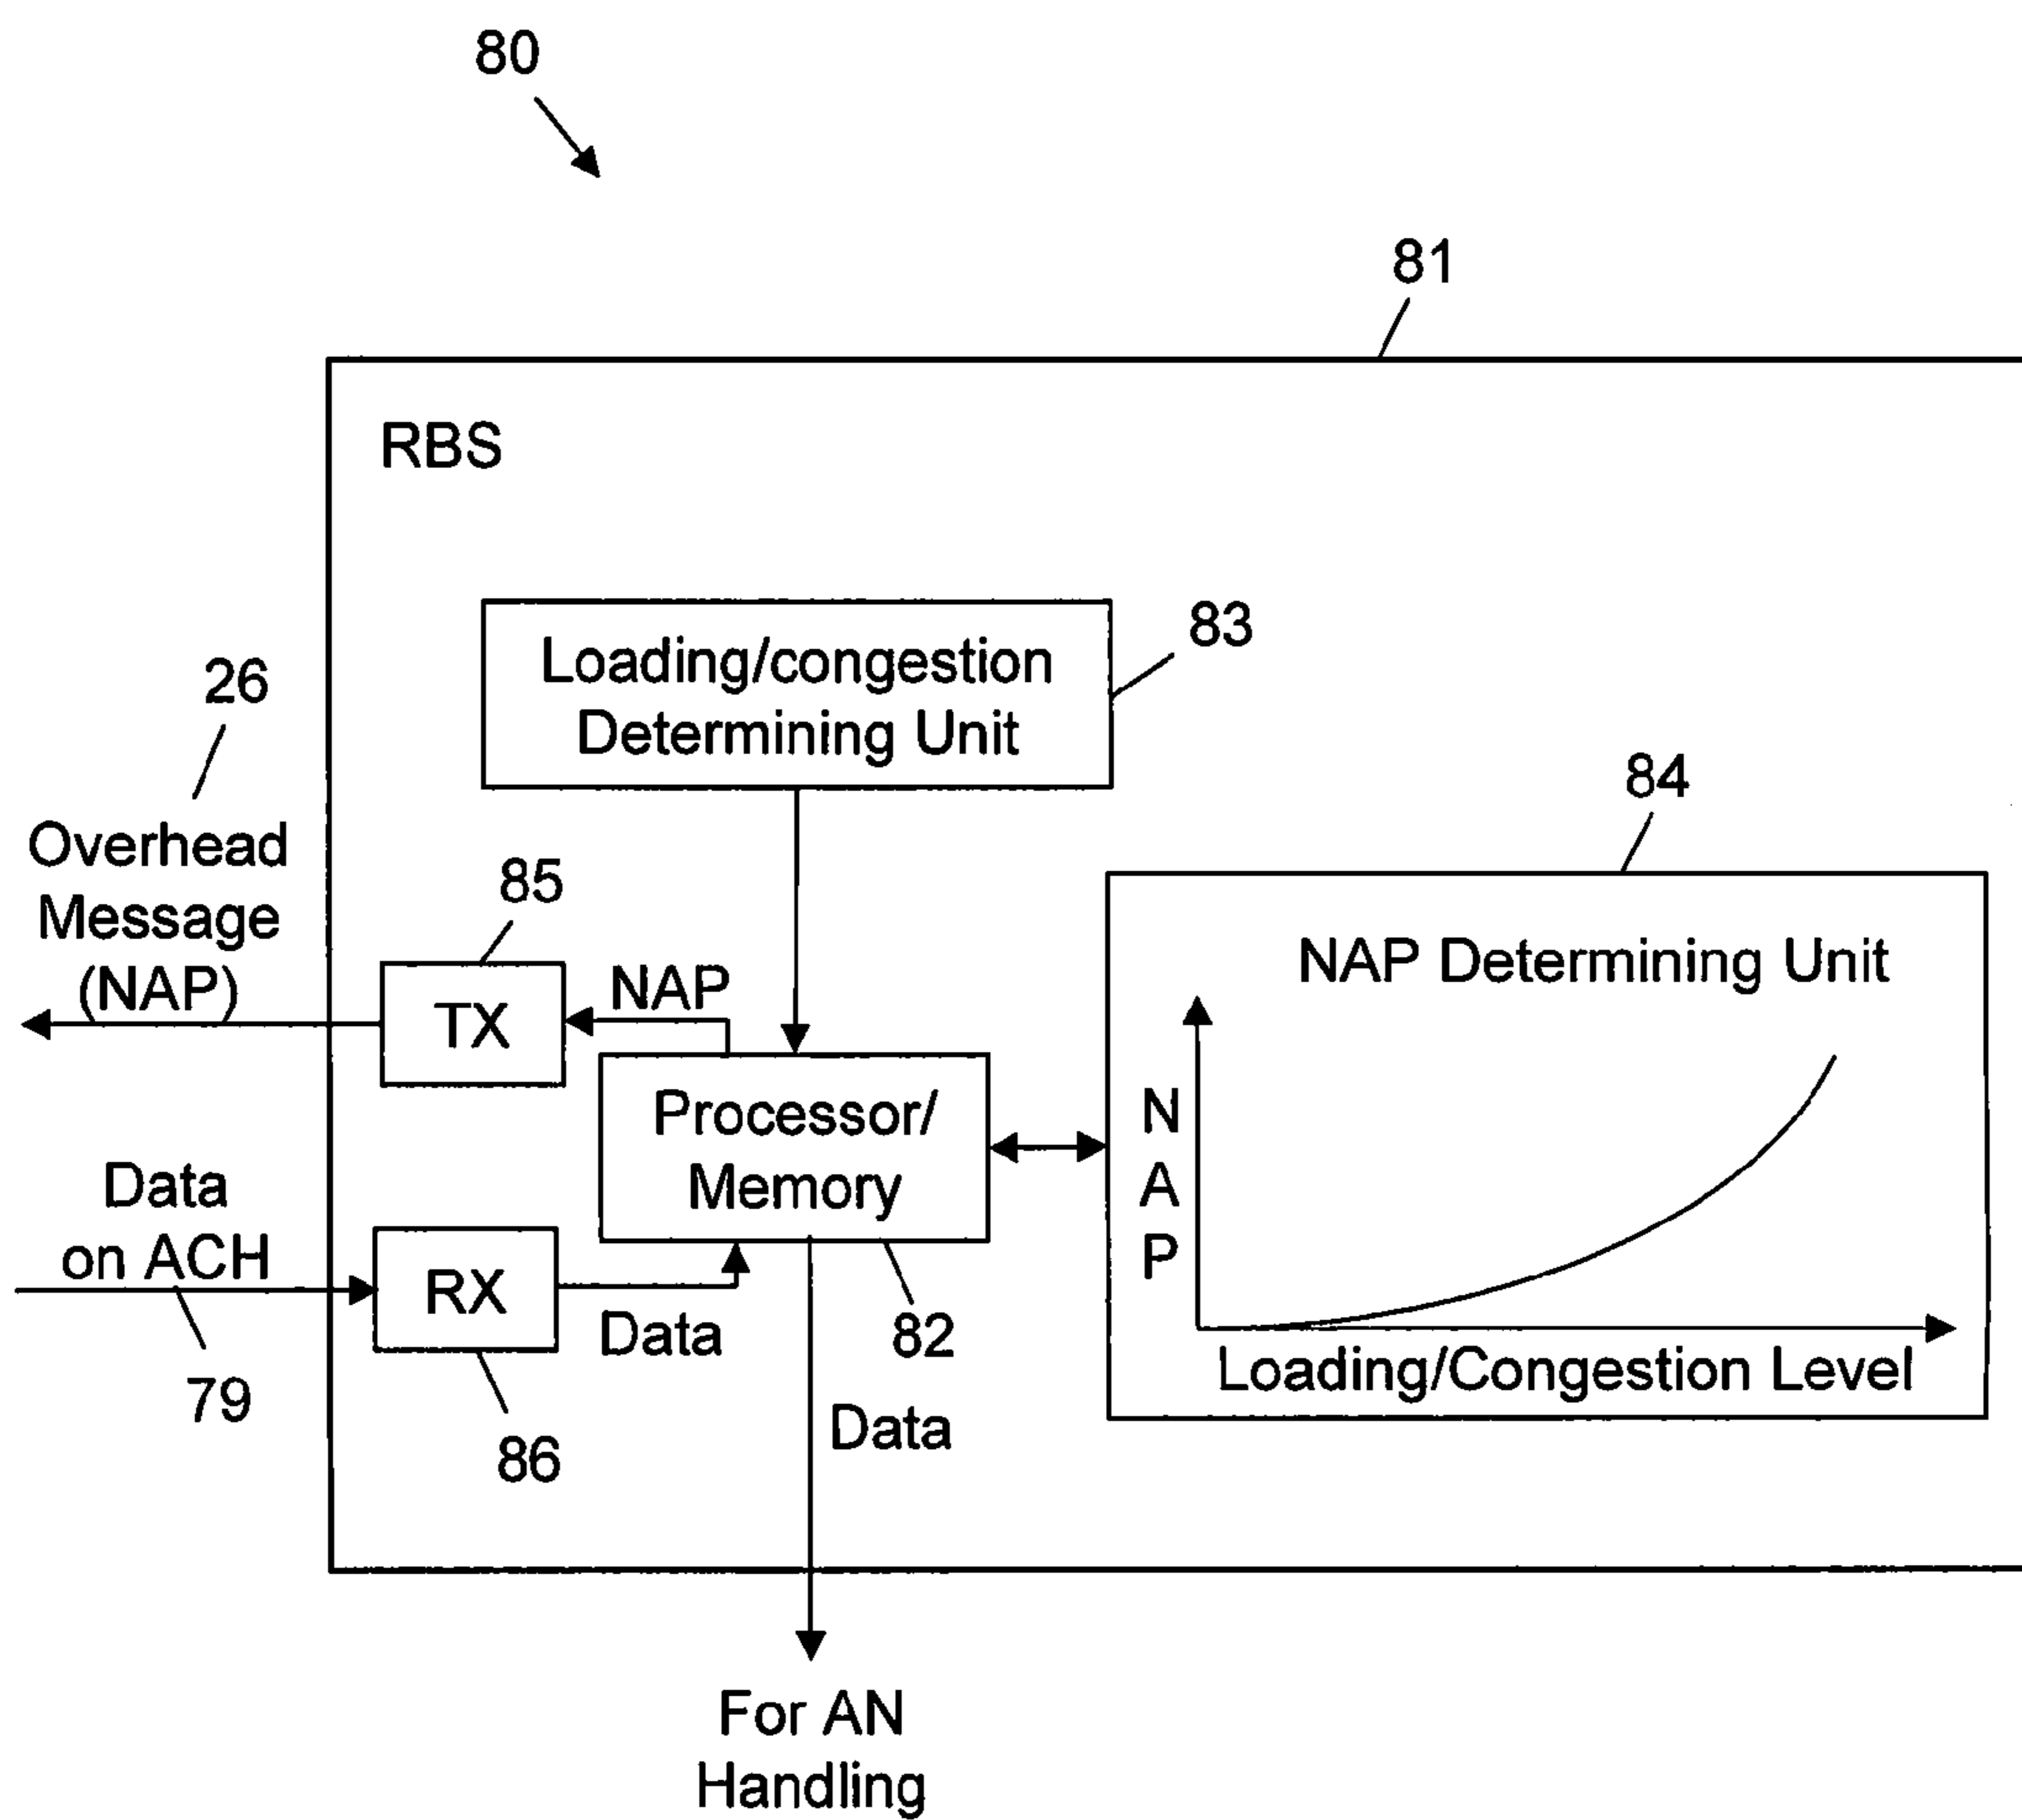 80
81
RBS
Loading/congestion
Determining Unit
83
26
Overhead
Message
(NAP)
85
TX
NAP
84
NAP Determining Unit
N
A
P
Loading/Congestion Level
Processor/
Memory
82
Data
on ACH
79
RX
86
Data
Data
For AN
Handling